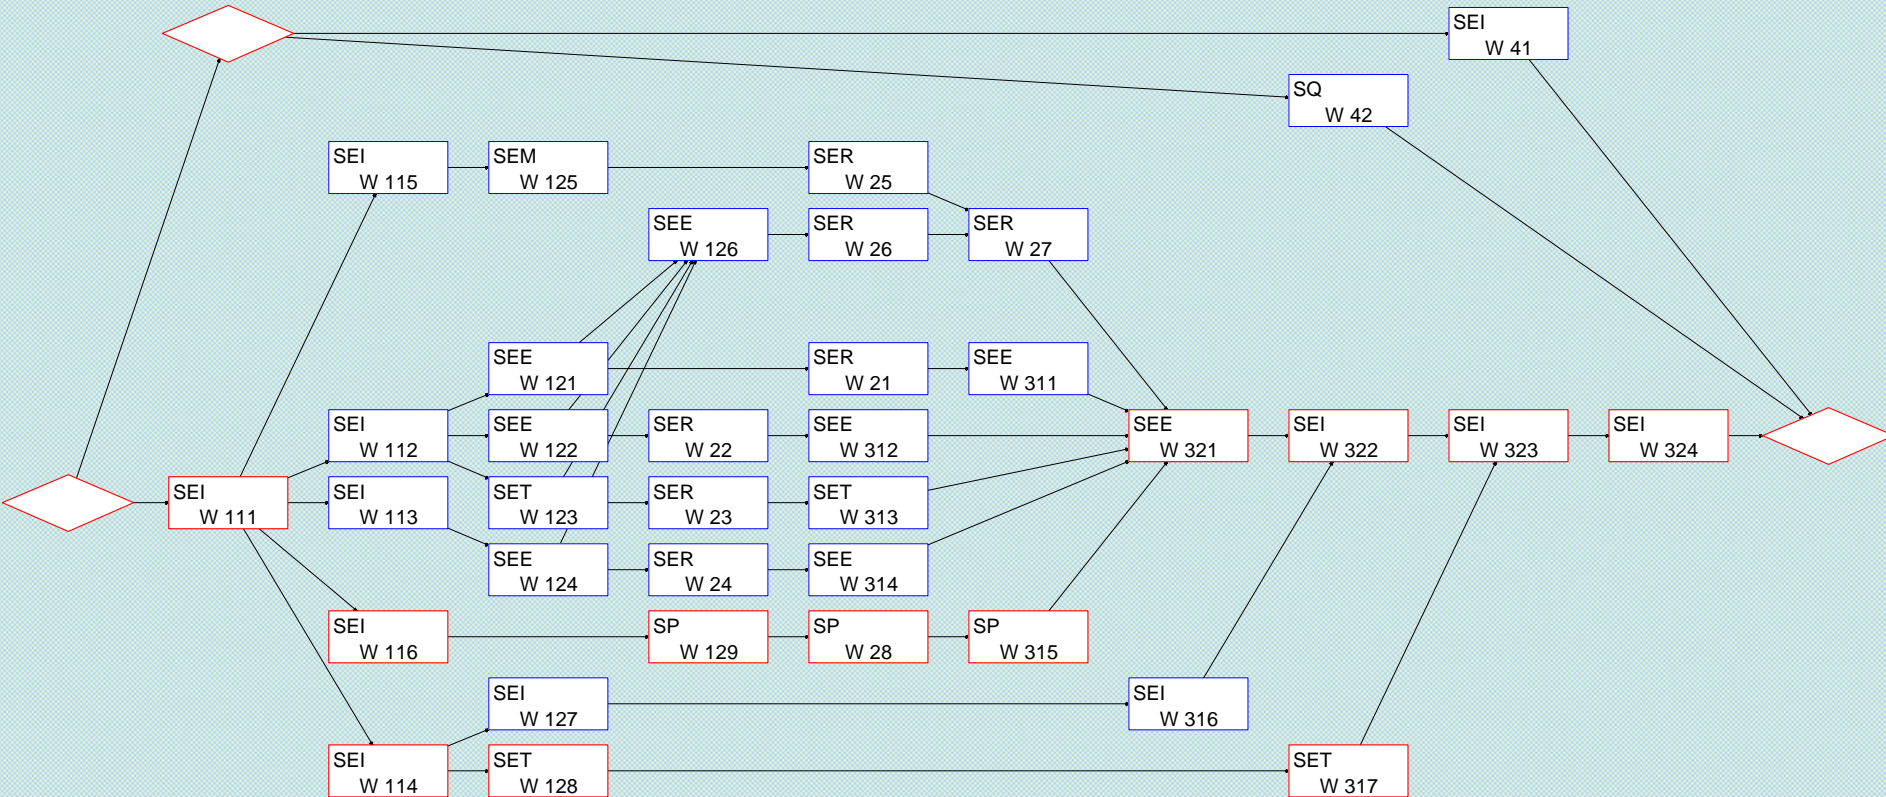 SEI
W 41
SQ
W 42
SEI
W 115
SEM
W 125
SER
W 25
SEE
W 126
SER
W 26
SER
W 27
SEE
W 121
SER
W 21
SEE
W 311
SEI
W 112
SEE
W 122
SER
W 22
SEE
W 312
SEE
W 321
SEI
W 322
SEI
W 323
SEI
W 324
SEI
W 111
SEI
W 113
SET
W 123
SER
W 23
SET
W 313
SEE
W 124
SER
W 24
SEE
W 314
SEI
W 116
SP
W 129
SP
W 28
SP
W 315
SEI
W 127
SEI
W 316
SEI
W 114
SET
W 128
SET
W 317